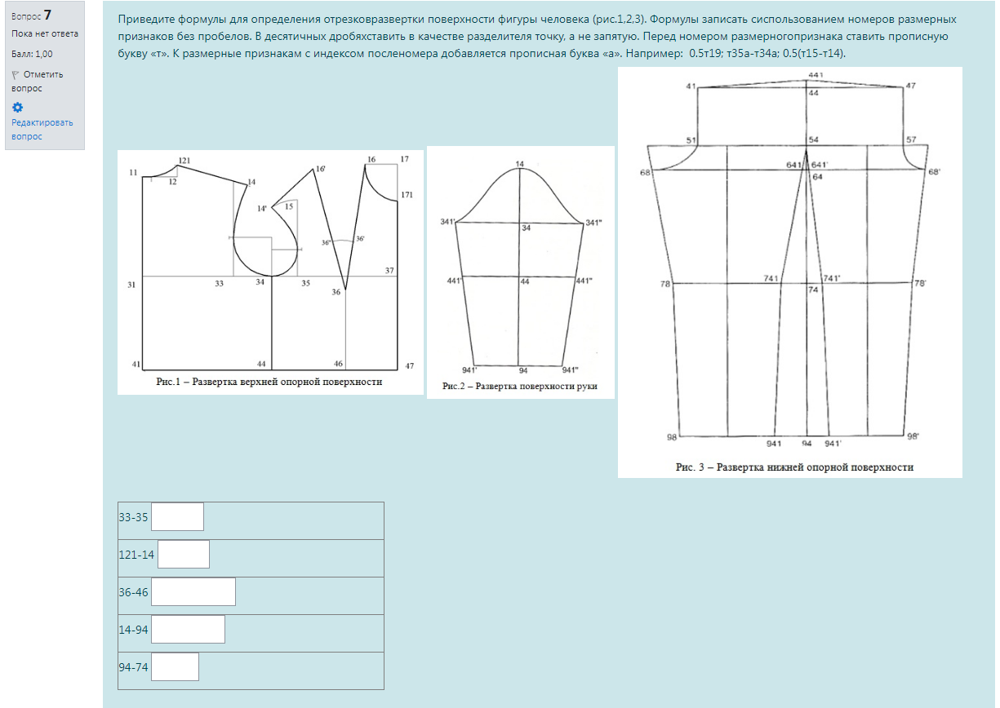 Вопрос 7
Пока нет ответа
Балл: 1,00
Отметить
вопрос
Редактировать
вопрос
Приведите формулы для определения отрезковразвертки поверхности фигуры человека (рис.1,2,3). Формулы записать сиспользованием номеров размерных
признаков без пробелов. В десятичных дробяхставить в качестве разделителя точку, а не запятую. Перед номером размерногопризнака ставить прописную
букву «т». К размерные признакам с индексом посленомера добавляется прописная буква «а». Например:  0.5т19; т35а-т34а; 0.5(т15-т14).
11 121 12 14 14' 15 16' 16 17 171
36" 36'
31 33 34 35 36 37
41 44 46 47
Рис.1 – Развертка верхней опорной поверхности
14
341' 34 341"
441' 44 441"
941' 94 941"
Рис.2 – Развертка поверхности руки
441
41 44 47
51 54 57
68 641 641' 64 68'
78 741 741' 74 78'
98 941 94 941' 98'
Рис. 3 – Развертка нижней опорной поверхности
33-35
121-14
36-46
14-94
94-74